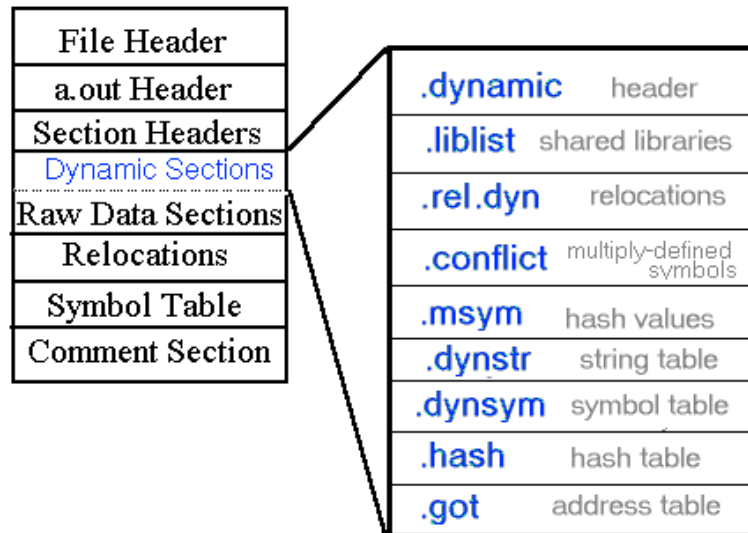 File Header
a.out Header
Section Headers
Dynamic Sections
Raw Data Sections
Relocations
Symbol Table
Comment Section
.dynamic header
.liblist shared libraries
.rel.dyn relocations
.conflict multiply-defined
symbols
.msym hash values
.dynstr string table
.dynsym symbol table
.hash hash table
.got address table